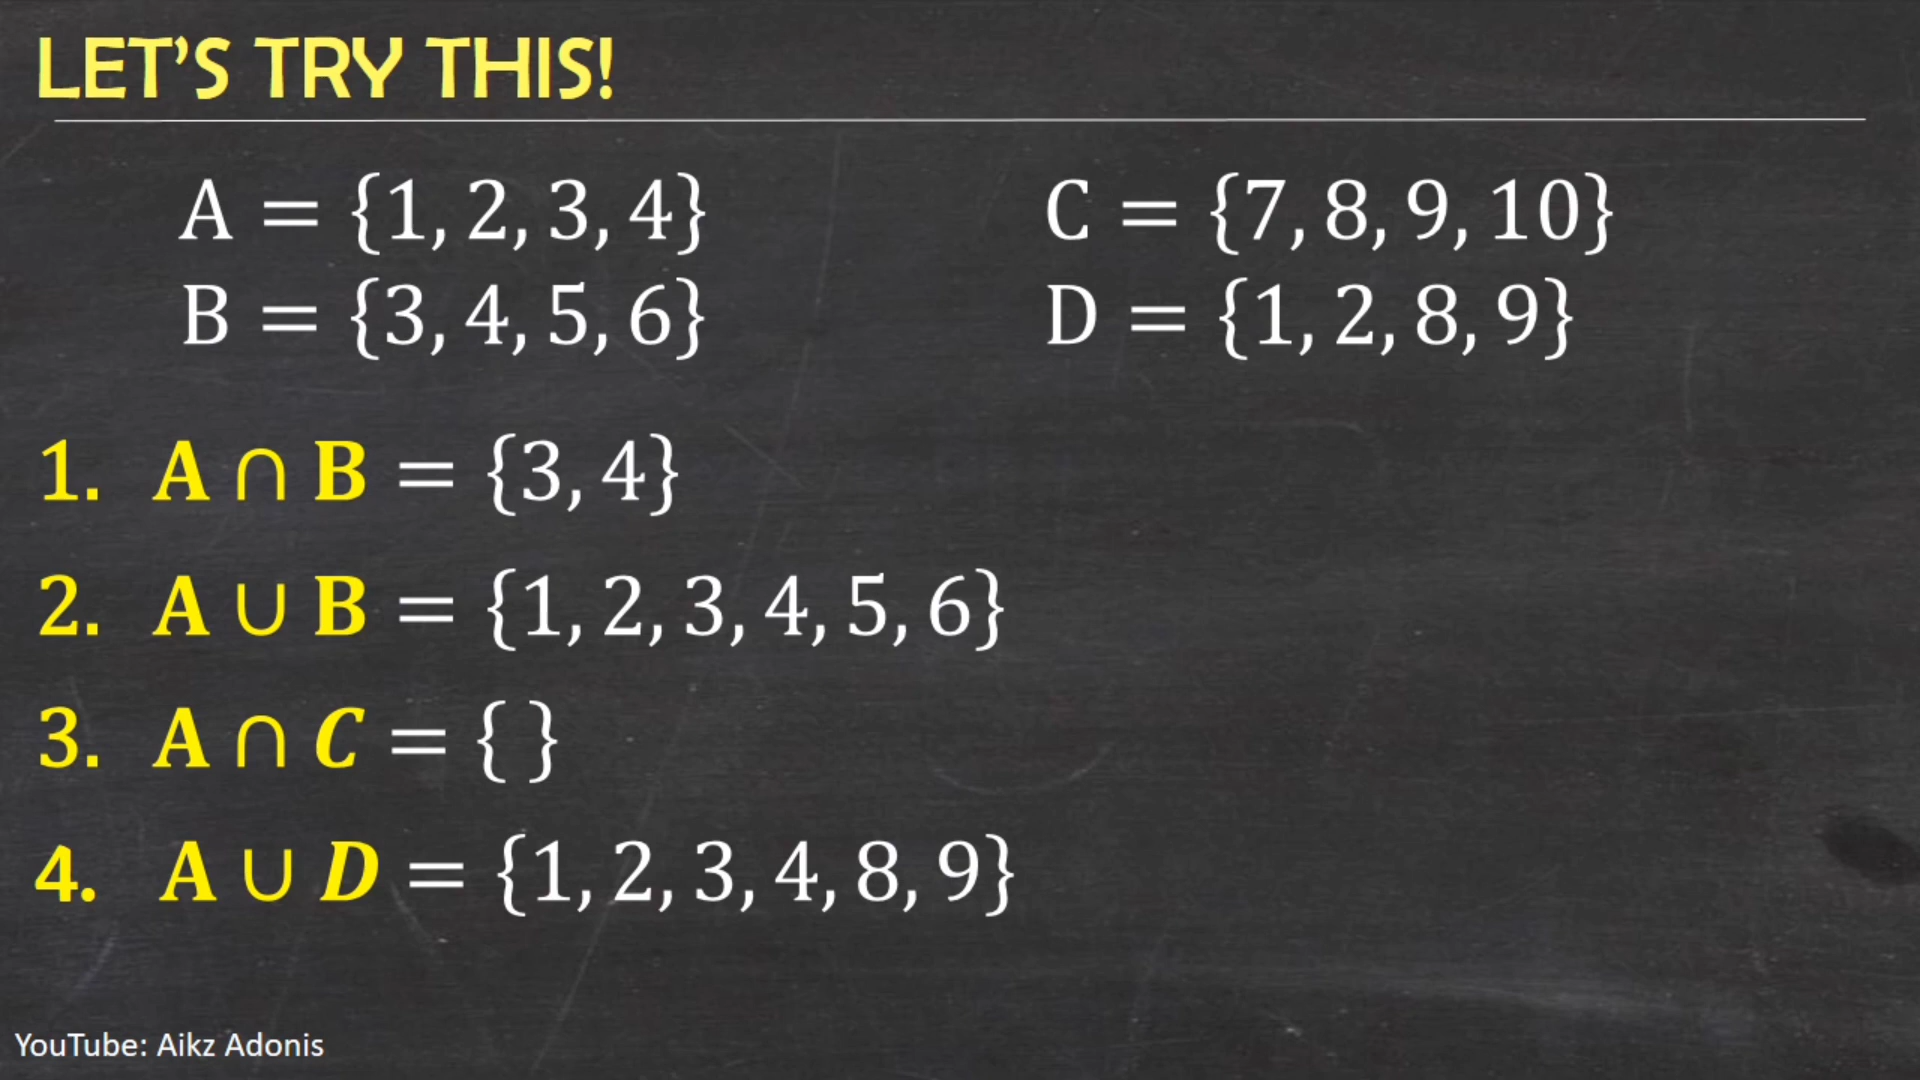 LET'S TRY THIS!
A = {1, 2, 3, 4}
B = {3, 4, 5, 6}
C = {7, 8, 9, 10}
D = {1, 2, 8, 9}
1. A ∩ B = {3, 4}
2. A ∪ B = {1, 2, 3, 4, 5, 6}
3. A ∩ C = { }
4. A ∪ D = {1, 2, 3, 4, 8, 9}
YouTube: Aikz Adonis